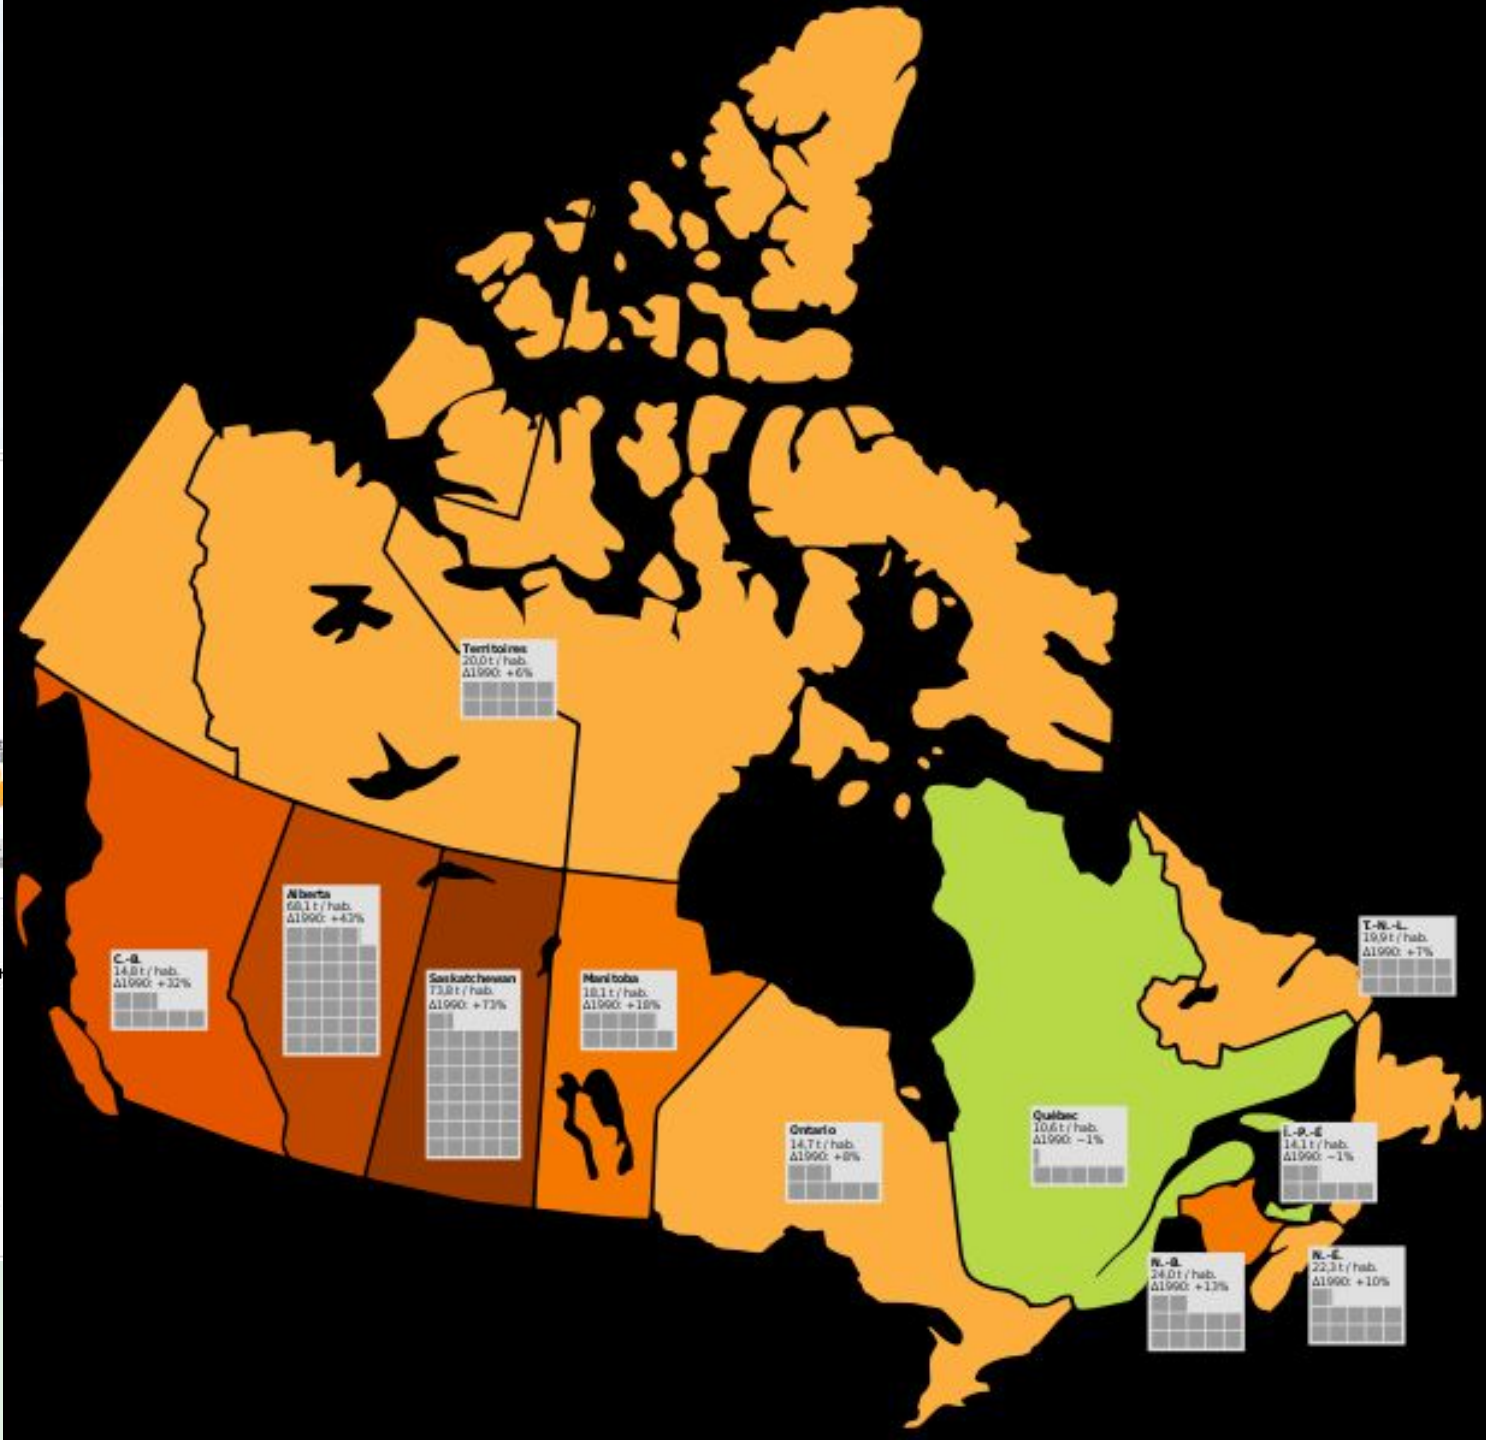 Territoires
20,0 t / hab.
Δ1990: +6%
Alberta
68,1 t / hab.
Δ1990: +43%
C.-B.
14,8 t / hab.
Δ1990: +32%
Saskatchewan
73,8 t / hab.
Δ1990: +73%
Manitoba
18,1 t / hab.
Δ1990: +18%
T.-N.-L.
19,9 t / hab.
Δ1990: +7%
Ontario
14,7 t / hab.
Δ1990: +8%
Québec
10,6 t / hab.
Δ1990: −1%
Î.-P.-É
14,1 t / hab.
Δ1990: −1%
N.-B.
24,0 t / hab.
Δ1990: +13%
N.-É.
22,3 t / hab.
Δ1990: +10%